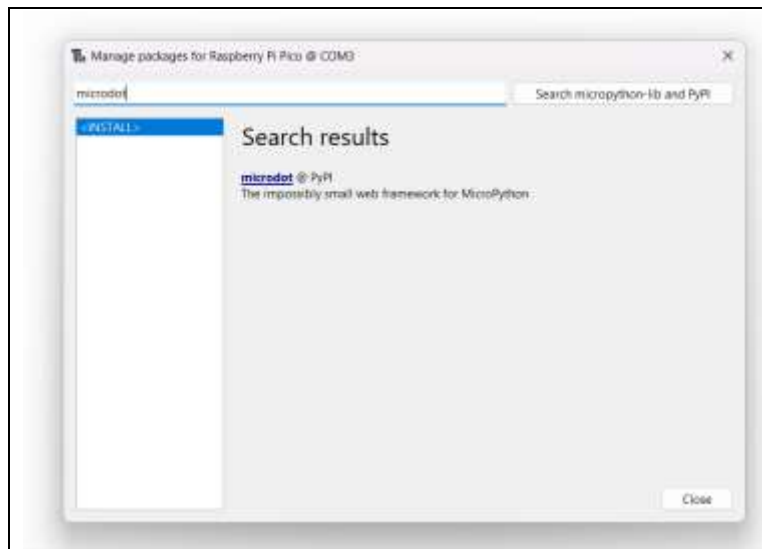 Manage packages for Raspberry Pi Pico @ COM3
microdot
Search micropython-lib and PyPI
<INSTALL>
Search results
microdot @ PyPI
The impossibly small web framework for MicroPython
Close